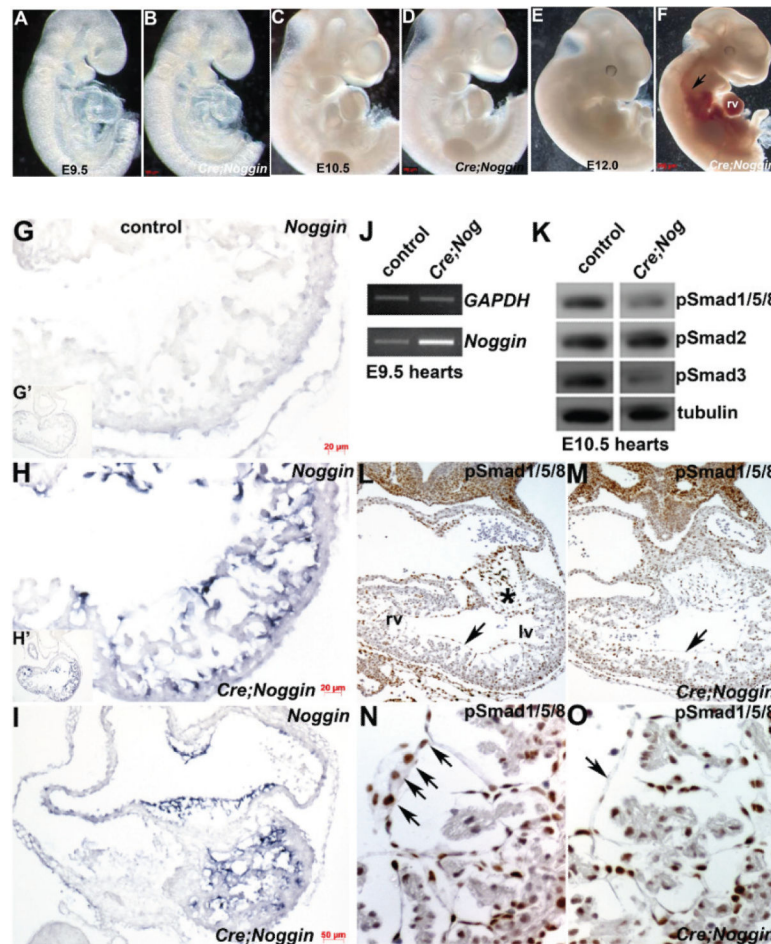 A
B
C
D
E
F
E9.5
Cre;Noggin
E10.5
Cre;Noggin
E12.0
rv
Cre;Noggin
G
control
Noggin
G'
20 µm
H
Noggin
H'
Cre;Noggin
20 µm
I
Noggin
Cre;Noggin
50 µm
J
control
Cre;Nog
GAPDH
Noggin
E9.5 hearts
K
control
Cre;Nog
pSmad1/5/8
pSmad2
pSmad3
tubulin
E10.5 hearts
L
pSmad1/5/8
*
rv
lv
M
pSmad1/5/8
Cre;Noggin
N
pSmad1/5/8
O
pSmad1/5/8
Cre;Noggin